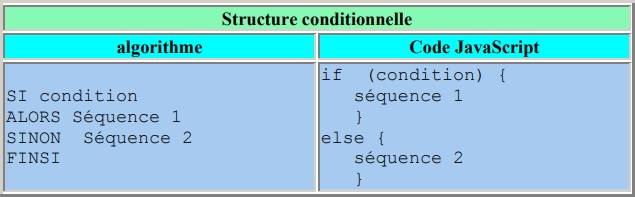 Structure conditionnelle
algorithme
Code JavaScript
SI condition
ALORS Séquence 1
SINON  Séquence 2
FINSI
if  (condition) {
   séquence 1
   }
else {
   séquence 2
   }